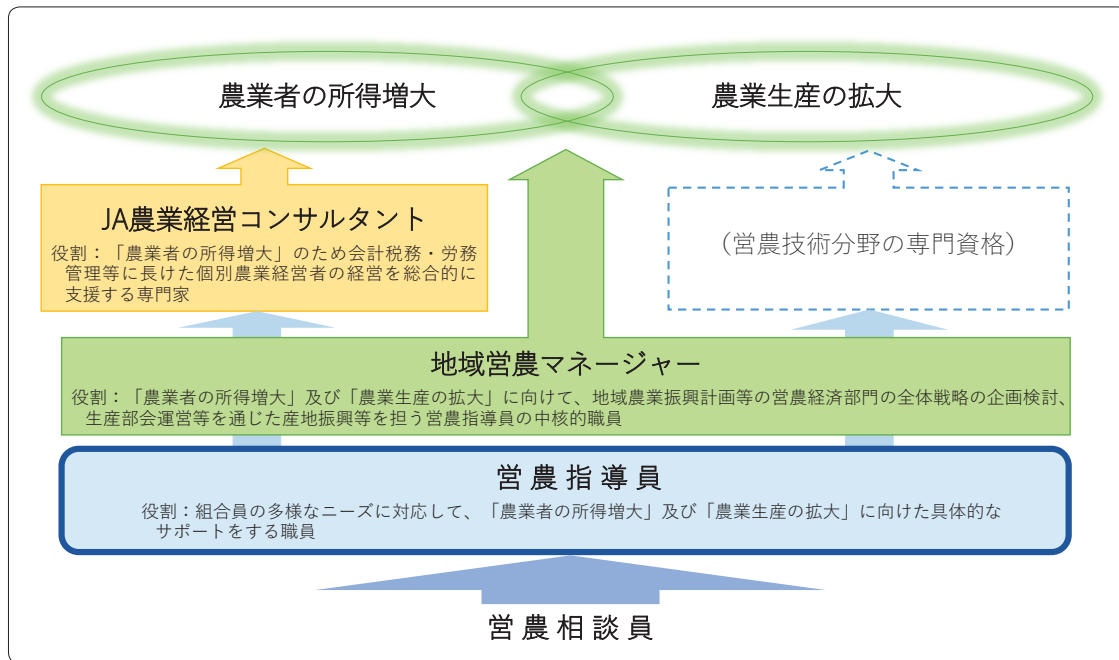 農業者の所得増大
農業生産の拡大
JA農業経営コンサルタント
役割：「農業者の所得増大」のため会計税務・労務
管理等に長けた個別農業経営者の経営を総合的に
支援する専門家
（営農技術分野の専門資格）
地域営農マネージャー
役割：「農業者の所得増大」及び「農業生産の拡大」に向けて、地域農業振興計画等の営農経済部門の全体戦略の企画検討、
生産部会運営等を通じた産地振興等を担う営農指導員の中核的職員
営農指導員
役割：組合員の多様なニーズに対応して、「農業者の所得増大」及び「農業生産の拡大」に向けた具体的な
サポートをする職員
営農相談員